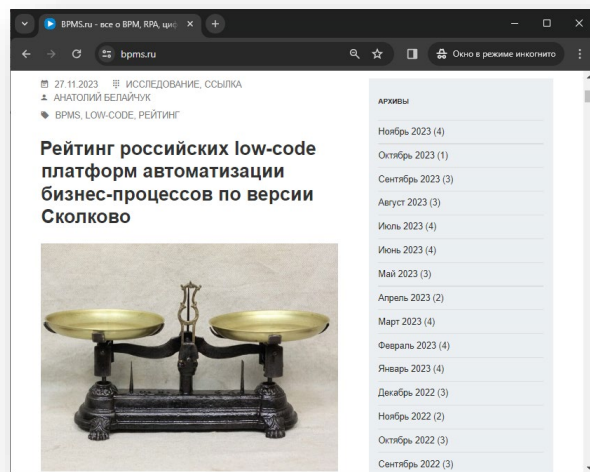 BPMS.ru - все о BPM, RPA, циф
bpms.ru
Окно в режиме инкогнито
27.11.2023 ИССЛЕДОВАНИЕ, ССЫЛКА
АНАТОЛИЙ БЕЛАЙЧУК
BPMS, LOW-CODE, РЕЙТИНГ
Рейтинг российских low-code
платформ автоматизации
бизнес-процессов по версии
Сколково
АРХИВЫ
Ноябрь 2023 (4)
Октябрь 2023 (1)
Сентябрь 2023 (3)
Август 2023 (3)
Июль 2023 (4)
Июнь 2023 (4)
Май 2023 (3)
Апрель 2023 (2)
Март 2023 (4)
Февраль 2023 (4)
Январь 2023 (4)
Декабрь 2022 (3)
Ноябрь 2022 (2)
Октябрь 2022 (3)
Сентябрь 2022 (3)